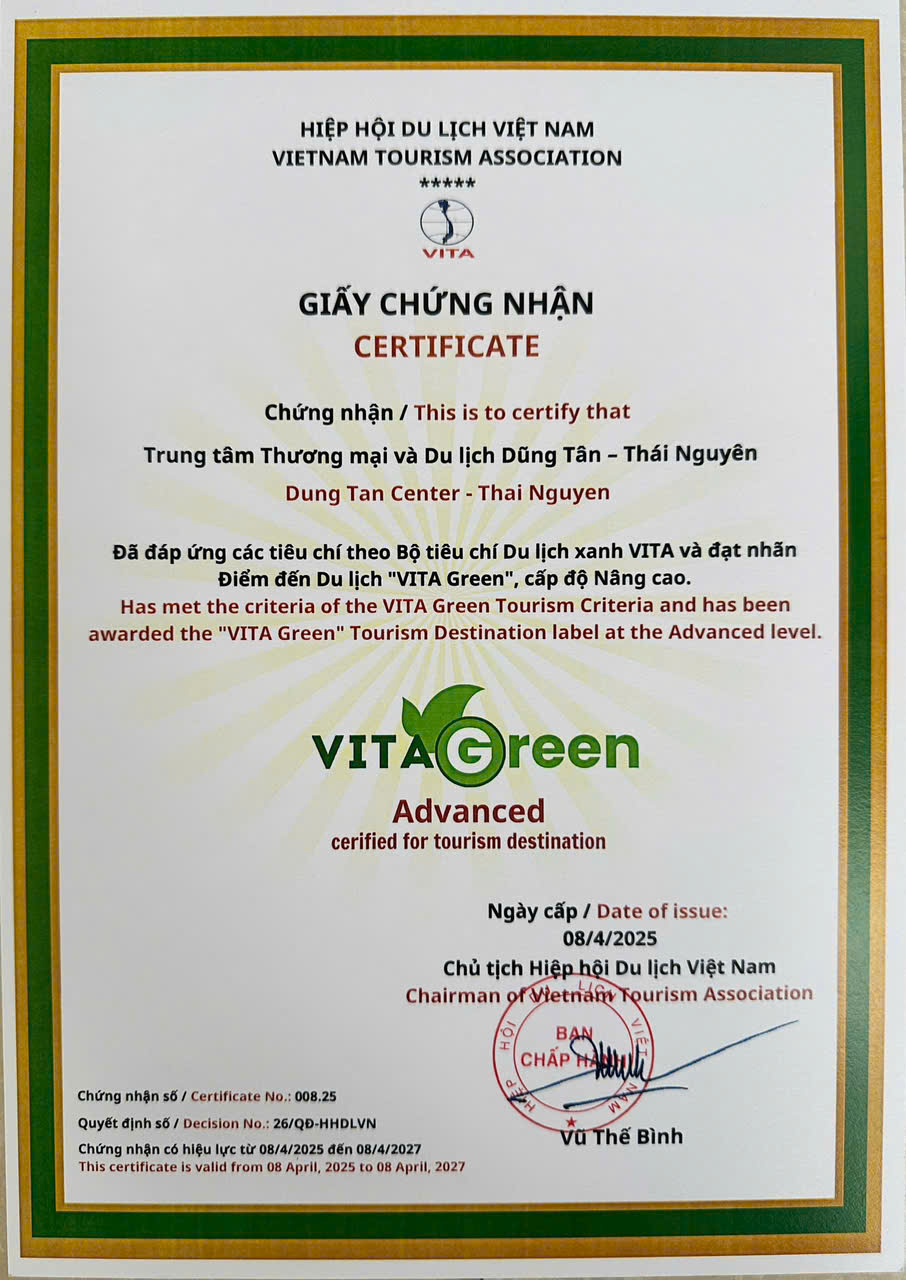 HIỆP HỘI DU LỊCH VIỆT NAM
VIETNAM TOURISM ASSOCIATION
*****
VITA
GIẤY CHỨNG NHẬN
CERTIFICATE
Chứng nhận / This is to certify that
Trung tâm Thương mại và Du lịch Dũng Tân – Thái Nguyên
Dung Tan Center - Thai Nguyen
Đã đáp ứng các tiêu chí theo Bộ tiêu chí Du lịch xanh VITA và đạt nhãn
Điểm đến Du lịch "VITA Green", cấp độ Nâng cao.
Has met the criteria of the VITA Green Tourism Criteria and has been
awarded the "VITA Green" Tourism Destination label at the Advanced level.
VITA Green
Advanced
cerified for tourism destination
Ngày cấp / Date of issue:
08/4/2025
Chủ tịch Hiệp hội Du lịch Việt Nam
Chairman of Vietnam Tourism Association
HIỆP HỘI DU LỊCH VIỆT NAM
BAN
CHẤP HÀNH
Vũ Thế Bình
Chứng nhận số / Certificate No.: 008.25
Quyết định số / Decision No.: 26/QĐ-HHDLVN
Chứng nhận có hiệu lực từ 08/4/2025 đến 08/4/2027
This certificate is valid from 08 April, 2025 to 08 April, 2027